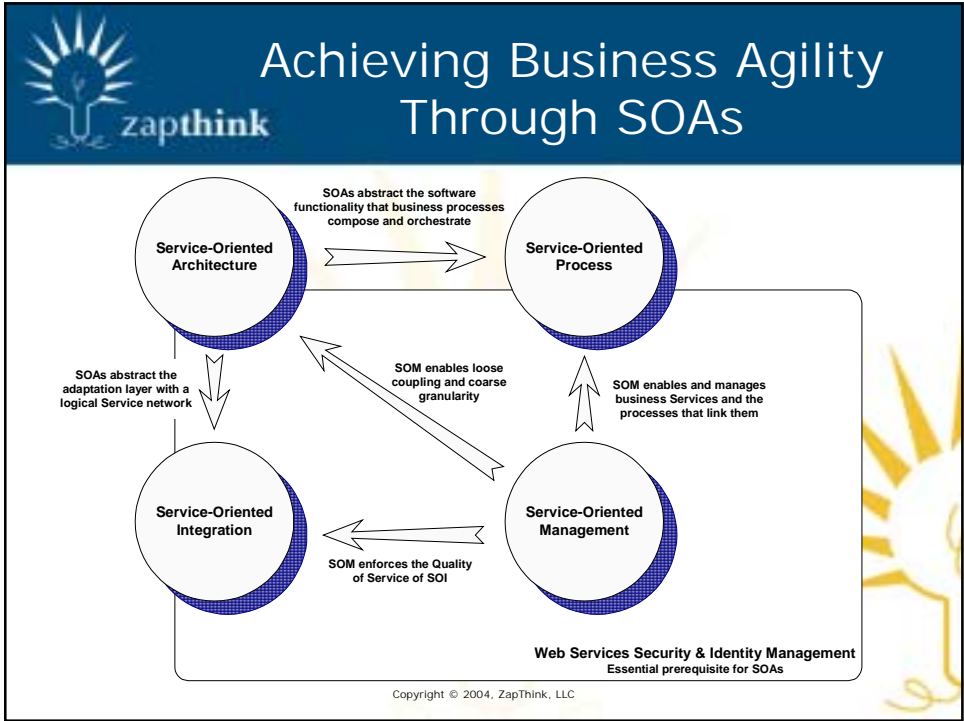 zapthink
Achieving Business Agility
Through SOAs
SOAs abstract the software
functionality that business processes
compose and orchestrate
Service-Oriented
Architecture
Service-Oriented
Process
SOAs abstract the
adaptation layer with a
logical Service network
SOM enables loose
coupling and coarse
granularity
SOM enables and manages
business Services and the
processes that link them
Service-Oriented
Integration
Service-Oriented
Management
SOM enforces the Quality
of Service of SOI
Web Services Security & Identity Management
Essential prerequisite for SOAs
Copyright © 2004, ZapThink, LLC